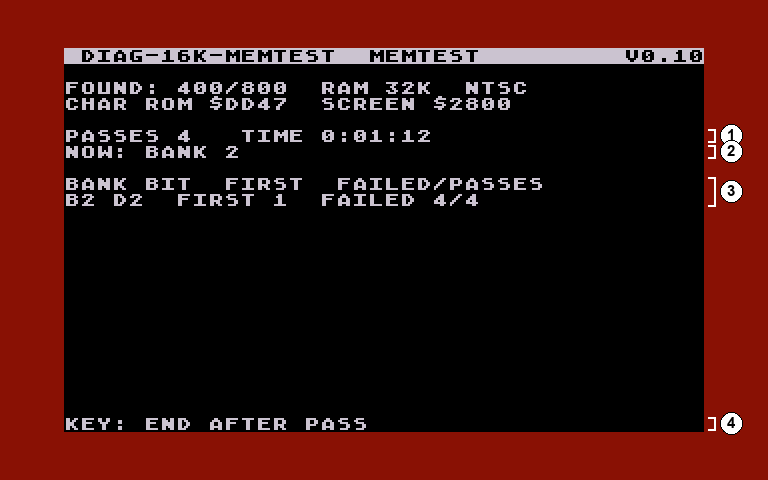 DIAG-16K-MEMTEST MEMTEST V0.10
FOUND: 400/800 RAM 32K NTSC
CHAR ROM $DD47 SCREEN $2800
PASSES 4 TIME 0:01:12 1
NOW: BANK 2 2
BANK BIT FIRST FAILED/PASSES
3
B2 D2 FIRST 1 FAILED 4/4
KEY: END AFTER PASS 4